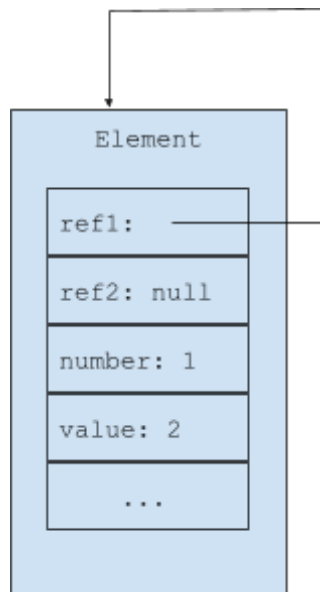 Element
ref1:
ref2: null
number: 1
value: 2
...